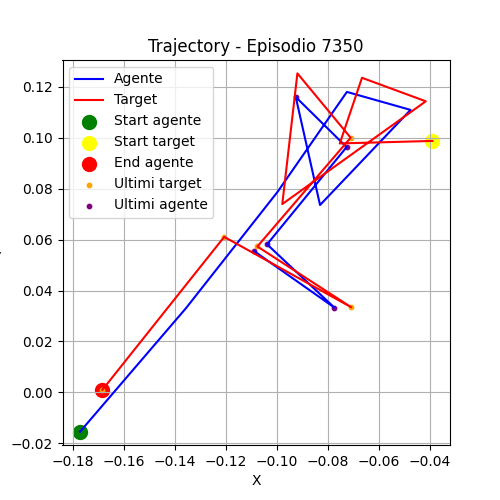 Trajectory - Episodio 7350
Agente
Target
Start agente
Start target
End agente
Ultimi target
Ultimi agente
0.12
0.10
0.08
0.06
0.04
0.02
0.00
−0.02
−0.18 −0.16 −0.14 −0.12 −0.10 −0.08 −0.06 −0.04
X